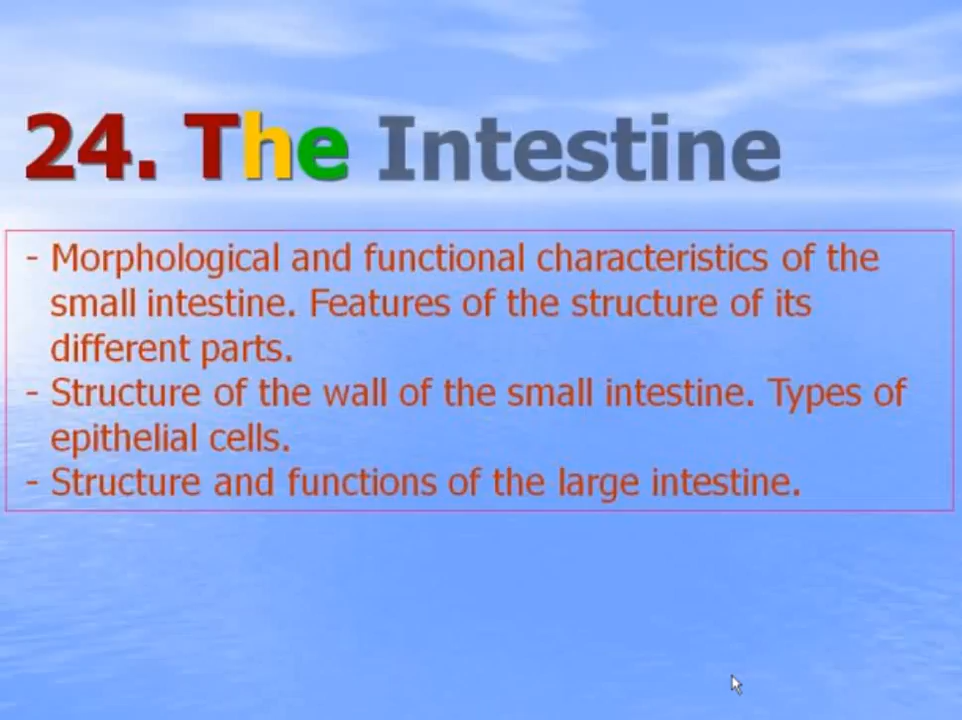 24. The Intestine
- Morphological and functional characteristics of the
small intestine. Features of the structure of its
different parts.
- Structure of the wall of the small intestine. Types of
epithelial cells.
- Structure and functions of the large intestine.